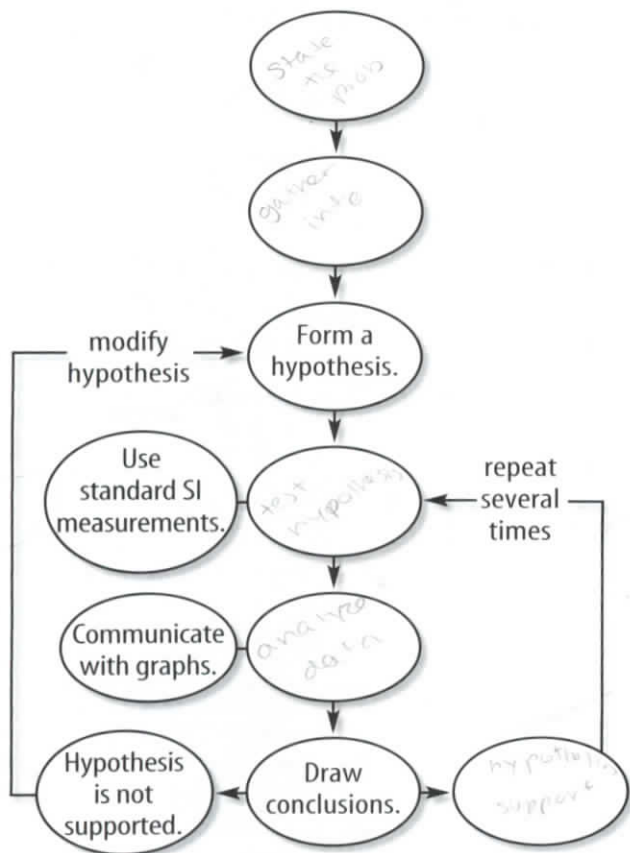 State
the
prob
gather
info
modify
hypothesis
Form a
hypothesis.
Use
standard SI
measurements.
test
hypothesis
repeat
several
times
Communicate
with graphs.
analyze
data
Hypothesis
is not
supported.
Draw
conclusions.
hypothesis
support